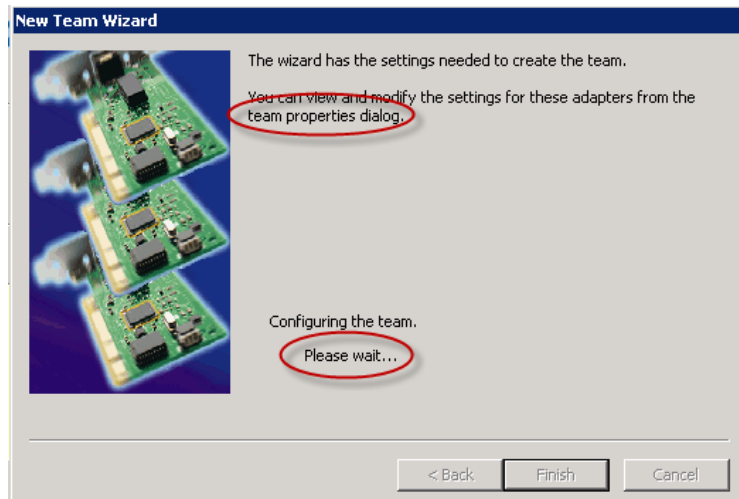 New Team Wizard
The wizard has the settings needed to create the team.
You can view and modify the settings for these adapters from the
team properties dialog.
Configuring the team.
Please wait...
< Back
Finish
Cancel